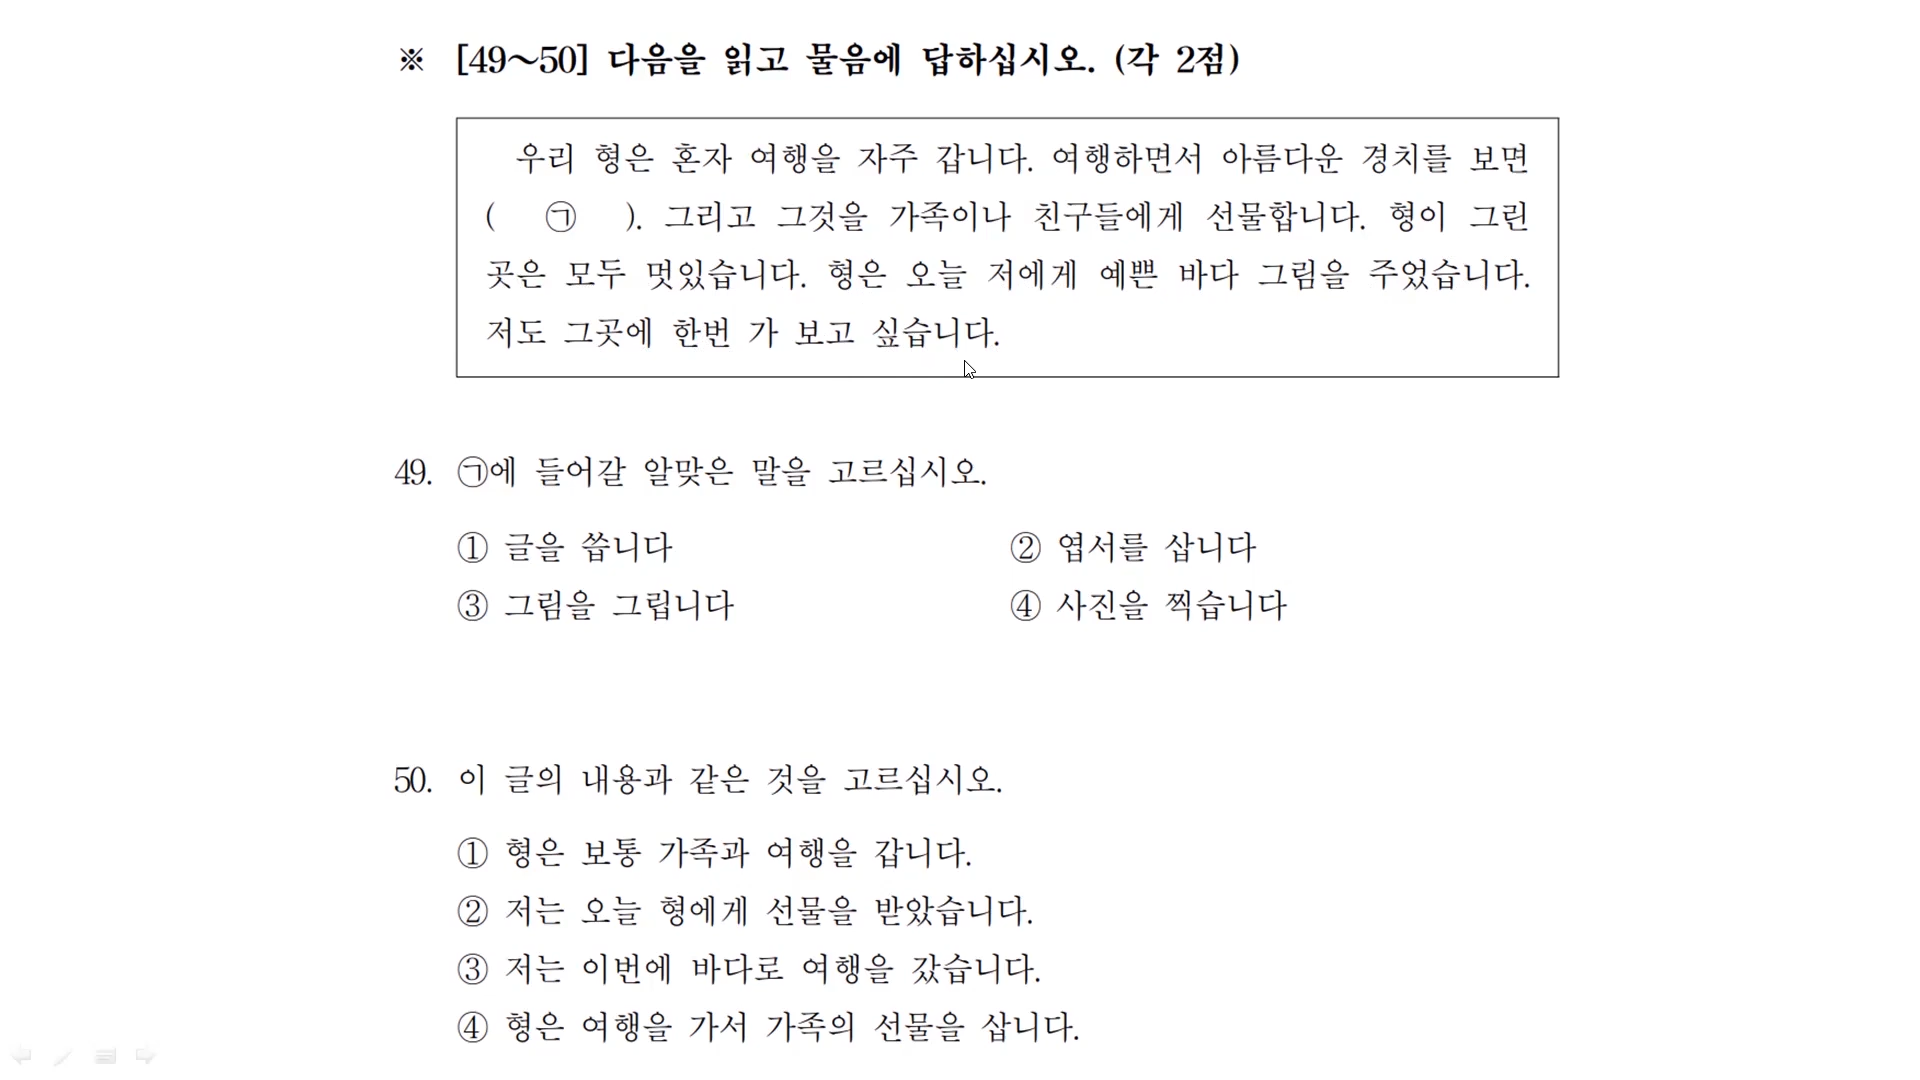 ※ [49～50] 다음을 읽고 물음에 답하십시오. (각 2점)
우리 형은 혼자 여행을 자주 갑니다. 여행하면서 아름다운 경치를 보면
( ㉠ ). 그리고 그것을 가족이나 친구들에게 선물합니다. 형이 그린
곳은 모두 멋있습니다. 형은 오늘 저에게 예쁜 바다 그림을 주었습니다.
저도 그곳에 한번 가 보고 싶습니다.
49. ㉠에 들어갈 알맞은 말을 고르십시오.
① 글을 씁니다 ② 엽서를 삽니다
③ 그림을 그립니다 ④ 사진을 찍습니다
50. 이 글의 내용과 같은 것을 고르십시오.
① 형은 보통 가족과 여행을 갑니다.
② 저는 오늘 형에게 선물을 받았습니다.
③ 저는 이번에 바다로 여행을 갔습니다.
④ 형은 여행을 가서 가족의 선물을 삽니다.